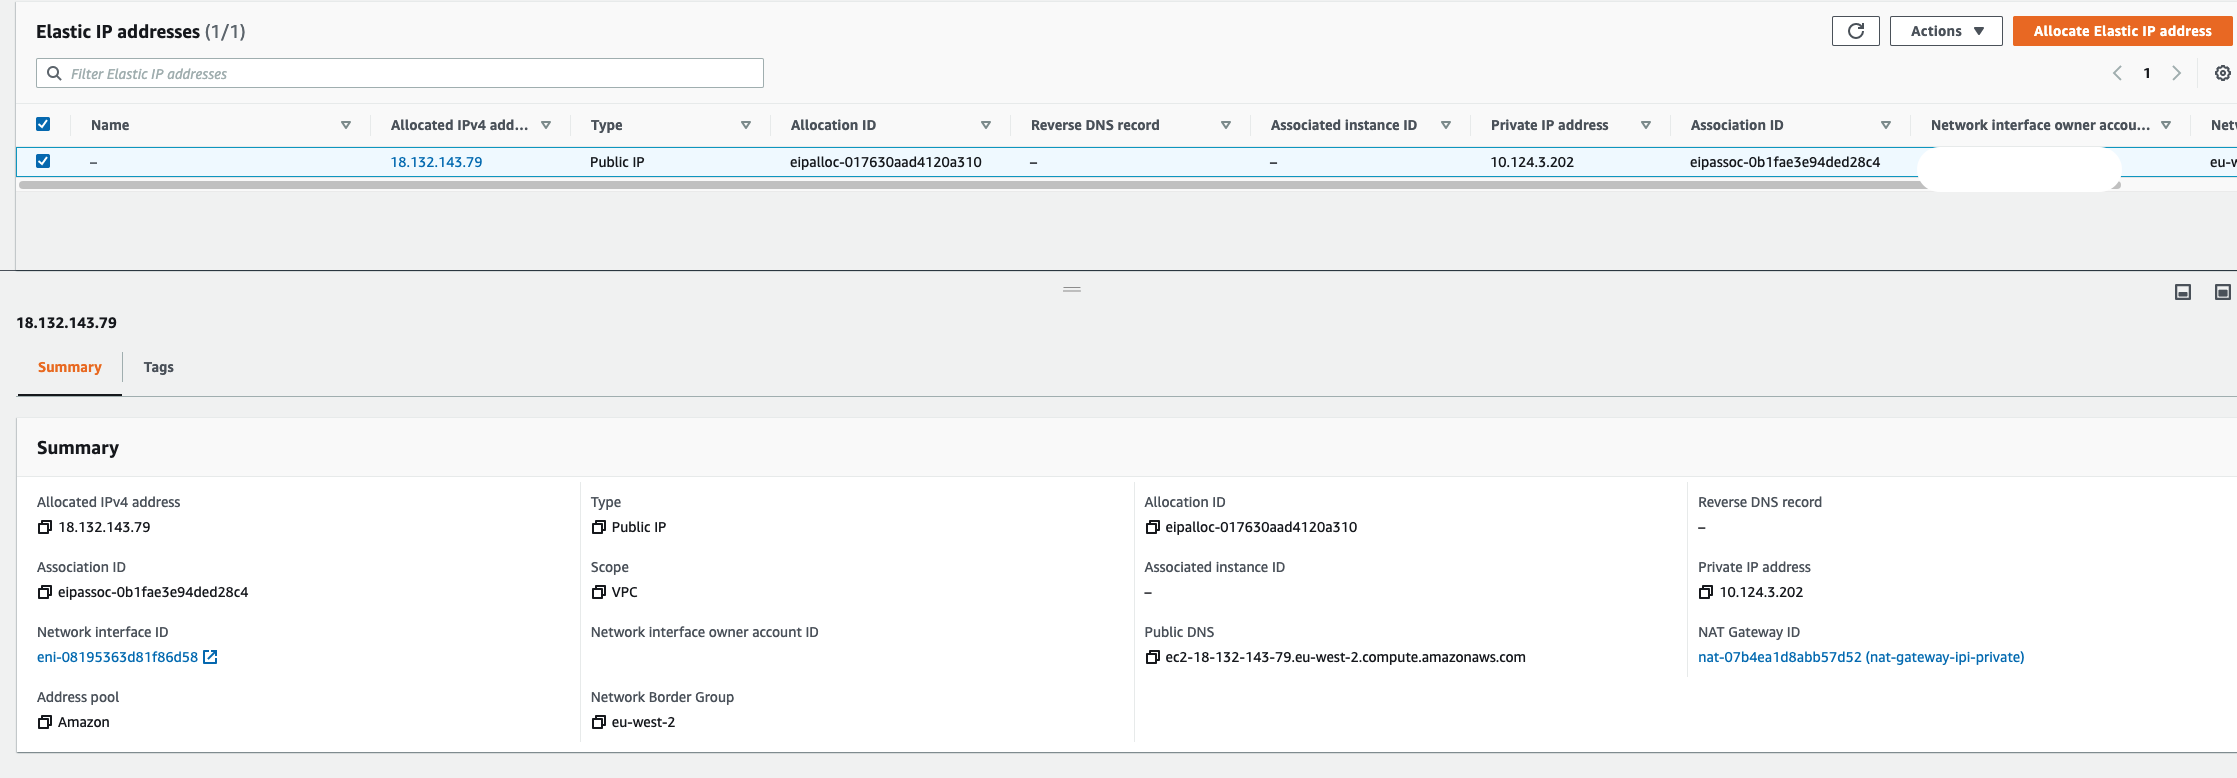 Elastic IP addresses (1/1)
Actions
Allocate Elastic IP address
Filter Elastic IP addresses
1
Name Allocated IPv4 add... Type Allocation ID Reverse DNS record Associated instance ID Private IP address Association ID Network interface owner accou... Netw
– 18.132.143.79 Public IP eipalloc-017630aad4120a310 – – 10.124.3.202 eipassoc-0b1fae3e94ded28c4 eu-w
18.132.143.79
Summary Tags
Summary
Allocated IPv4 address Type Allocation ID Reverse DNS record
18.132.143.79 Public IP eipalloc-017630aad4120a310 –
Association ID Scope Associated instance ID Private IP address
eipassoc-0b1fae3e94ded28c4 VPC – 10.124.3.202
Network interface ID Network interface owner account ID Public DNS NAT Gateway ID
eni-08195363d81f86d58 ec2-18-132-143-79.eu-west-2.compute.amazonaws.com nat-07b4ea1d8abb57d52 (nat-gateway-ipi-private)
Address pool Network Border Group
Amazon eu-west-2